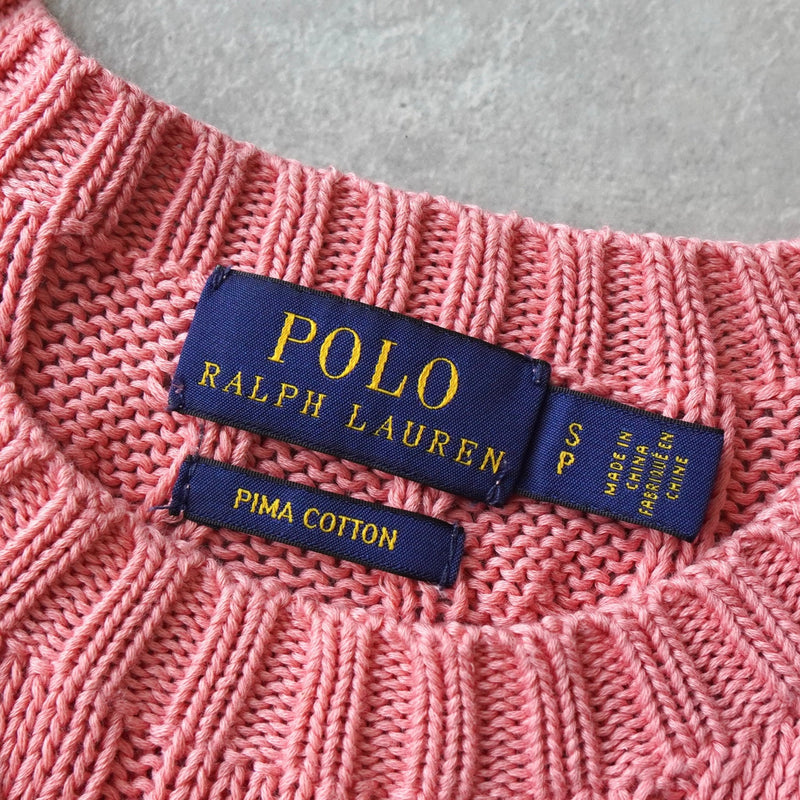 POLO
RALPH LAUREN
S
P
MADE IN
CHINA
FABRIQUÉ EN
CHINE
PIMA COTTON